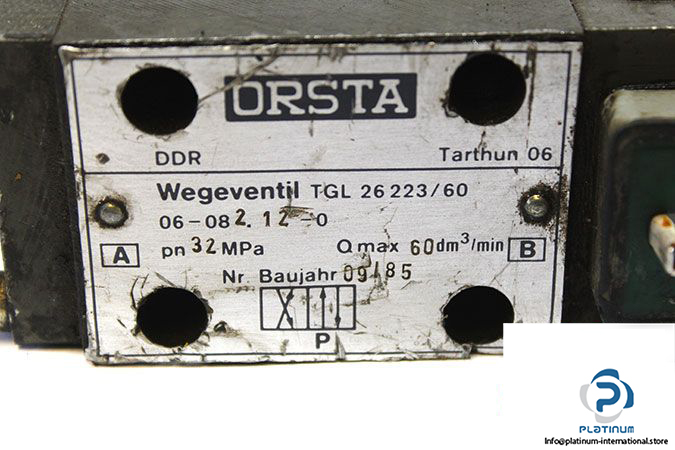 ORSTA
DDR Tarthun 06
Wegeventil TGL 26 223/60
06-08 2.12-0
A pn 32 MPa Q max 60 dm³/min B
Nr Baujahr 09/85
P
PLATINUM
Info@platinum-international.store